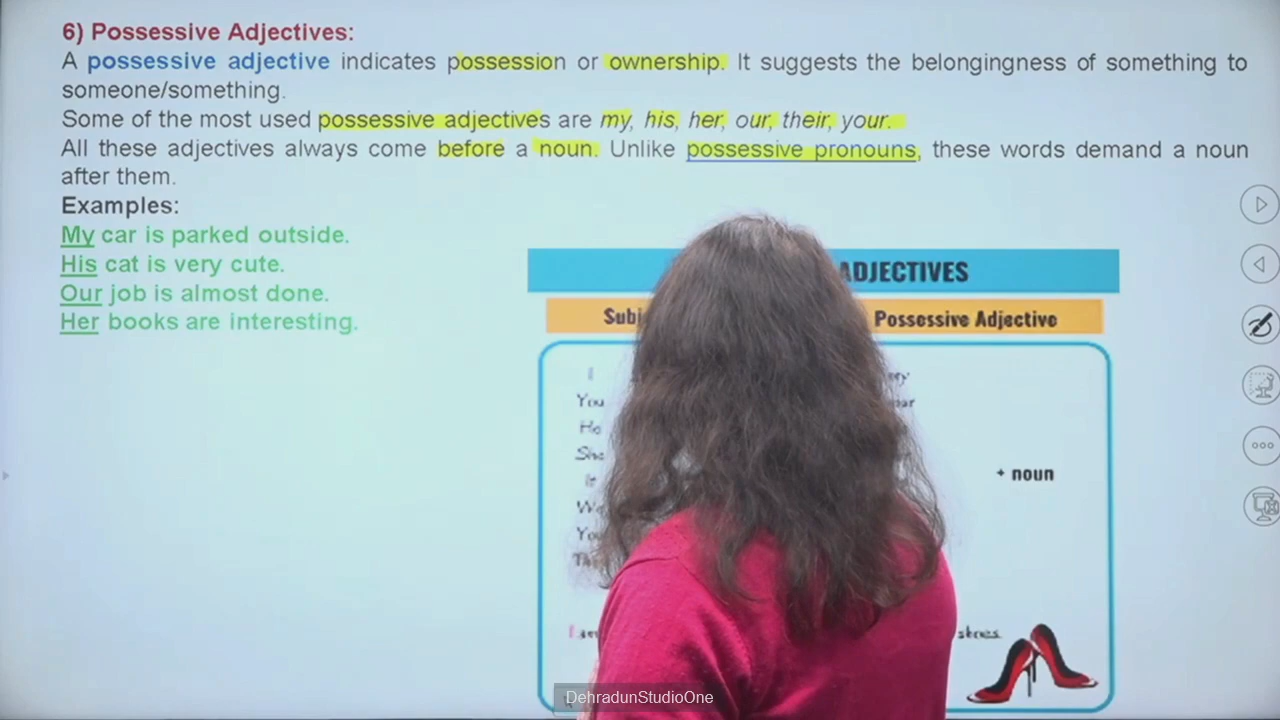 6) Possessive Adjectives:
A possessive adjective indicates possession or ownership. It suggests the belongingness of something to
someone/something.
Some of the most used possessive adjectives are my, his, her, our, their, your.
All these adjectives always come before a noun. Unlike possessive pronouns, these words demand a noun
after them.
Examples:
My car is parked outside.
His cat is very cute.
Our job is almost done.
Her books are interesting.
ADJECTIVES
Possessive Adjective
I
You
He
She
It
+ noun
shoes.
DehradunStudioOne